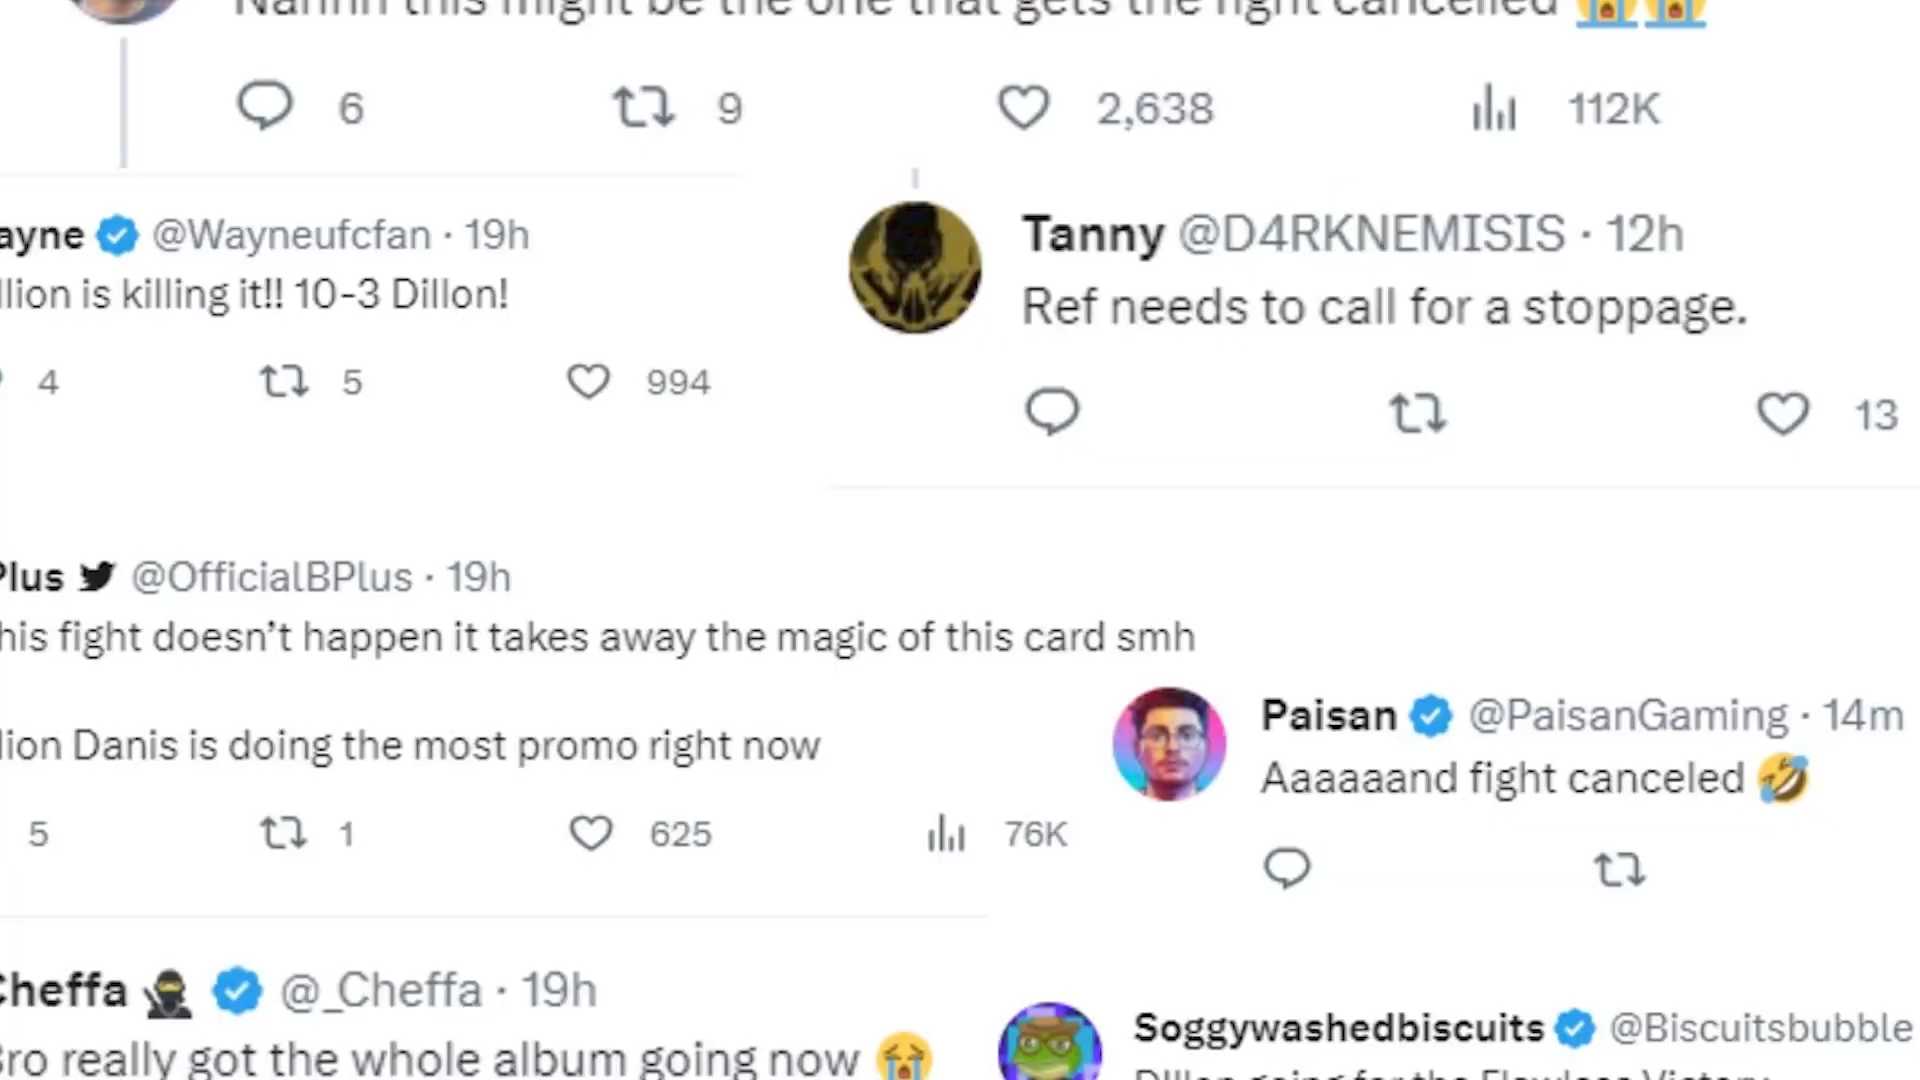 Nahhh this might be the one that gets the fight cancelled 😭😭
6 9 2,638 112K
ayne @Wayneufcfan · 19h
llion is killing it!! 10-3 Dillon!
4 5 994
Tanny @D4RKNEMISIS · 12h
Ref needs to call for a stoppage.
13
Plus @OfficialBPlus · 19h
his fight doesn't happen it takes away the magic of this card smh
lion Danis is doing the most promo right now
5 1 625 76K
Paisan @PaisanGaming · 14m
Aaaaaand fight canceled 🤣
Cheffa 🥷 @_Cheffa · 19h
Bro really got the whole album going now 😭
Soggywashedbiscuits @Biscuitsbubble
Dillon going for the Flawless Victory